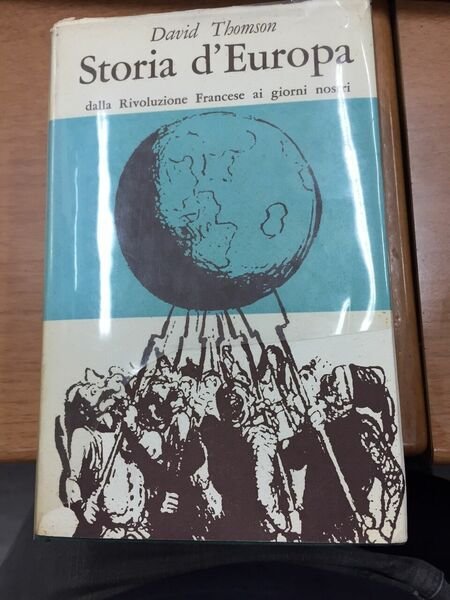 David Thomson
Storia d'Europa
dalla Rivoluzione Francese ai giorni nostri